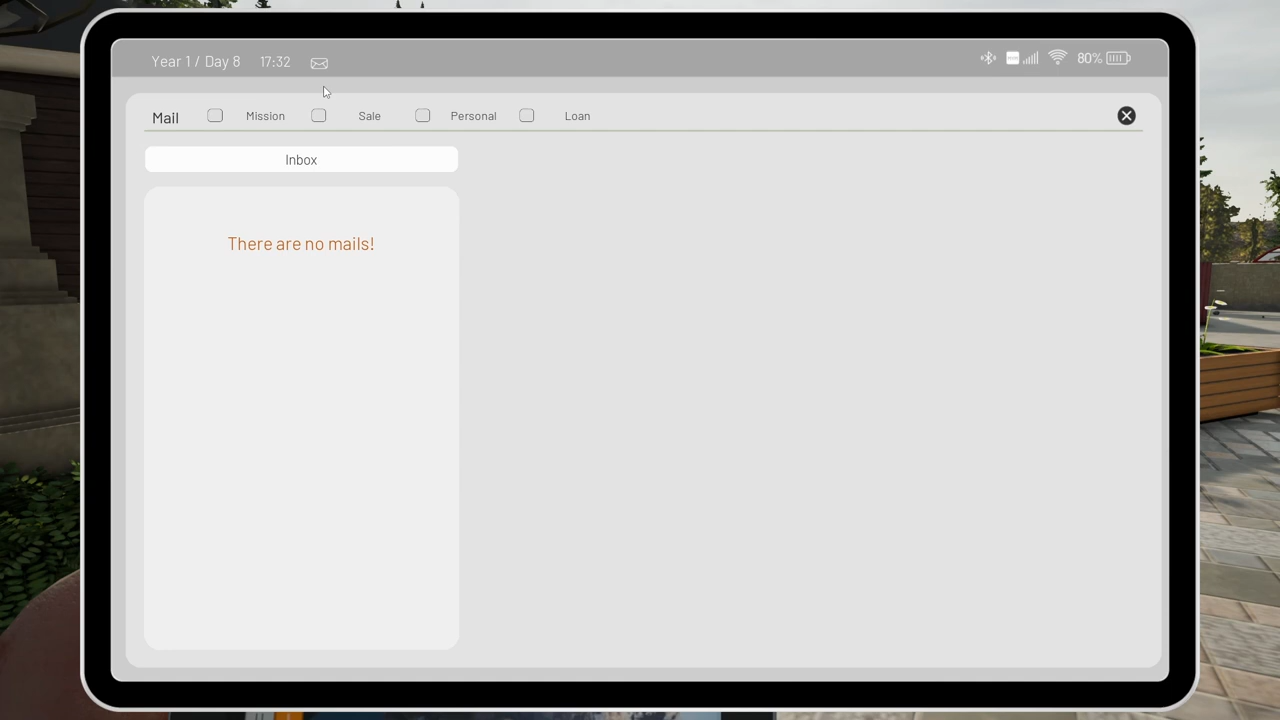 Year 1 / Day 8 17:32 80%
Mail Mission Sale Personal Loan
Inbox
There are no mails!